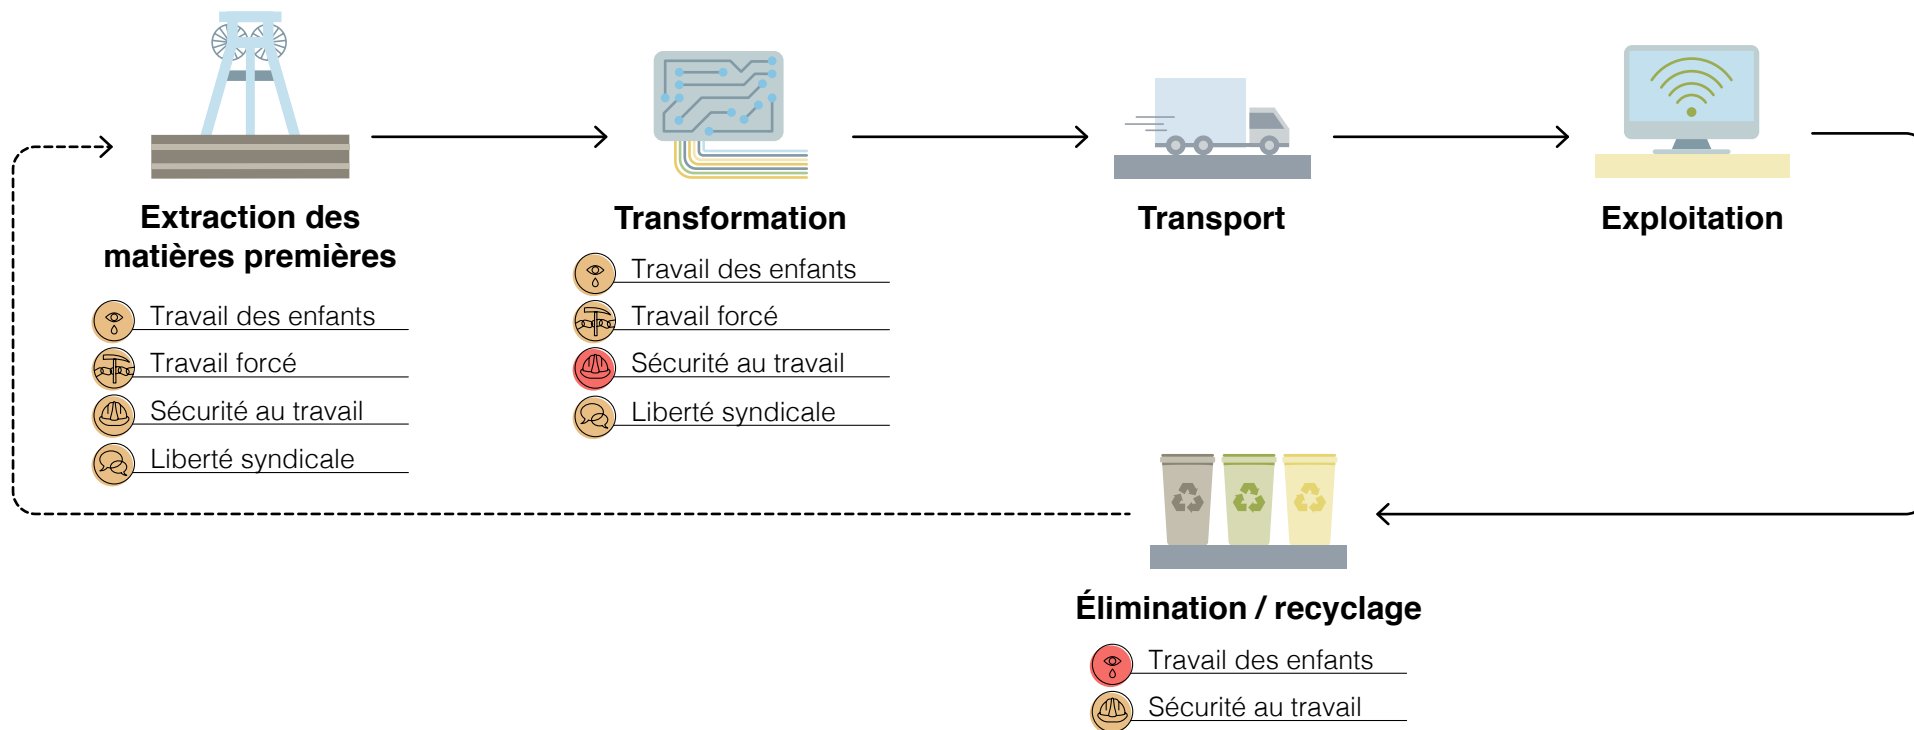 Extraction des
matières premières
Travail des enfants
Travail forcé
Sécurité au travail
Liberté syndicale
Transformation
Travail des enfants
Travail forcé
Sécurité au travail
Liberté syndicale
Transport
Exploitation
Élimination / recyclage
Travail des enfants
Sécurité au travail